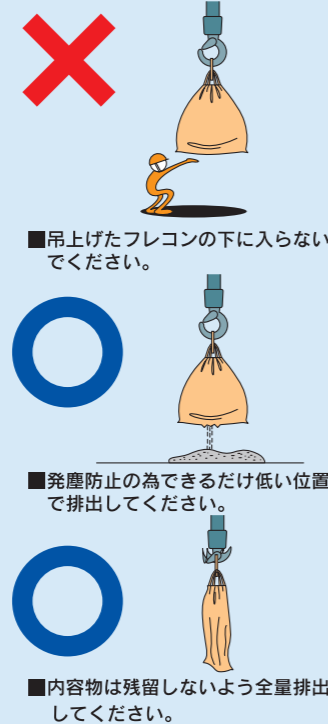 ■吊上げたフレコンの下に入らない
でください。
■発塵防止の為できるだけ低い位置
で排出してください。
■内容物は残留しないよう全量排出
してください。